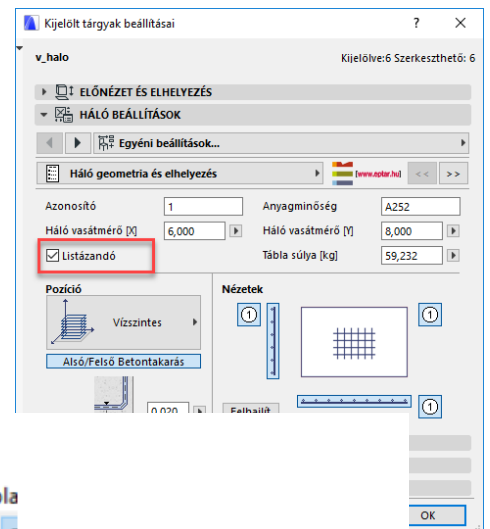 Kijelölt tárgyak beállításai ? ×
v_halo Kijelölve:6 Szerkeszthető: 6
ELŐNÉZET ÉS ELHELYEZÉS
HÁLÓ BEÁLLÍTÁSOK
Egyéni beállítások...
Háló geometria és elhelyezés [www.eptar.hu] << >>
Azonosító 1 Anyagminőség A252
Háló vasátmérő [X] 6,000 Háló vasátmérő [Y] 8,000
Listázandó Tábla súlya [kg] 59,232
Pozíció Nézetek
Vízszintes 1 1
Alsó/Felső Betontakarás
0,020 Felhajlít 1
OK